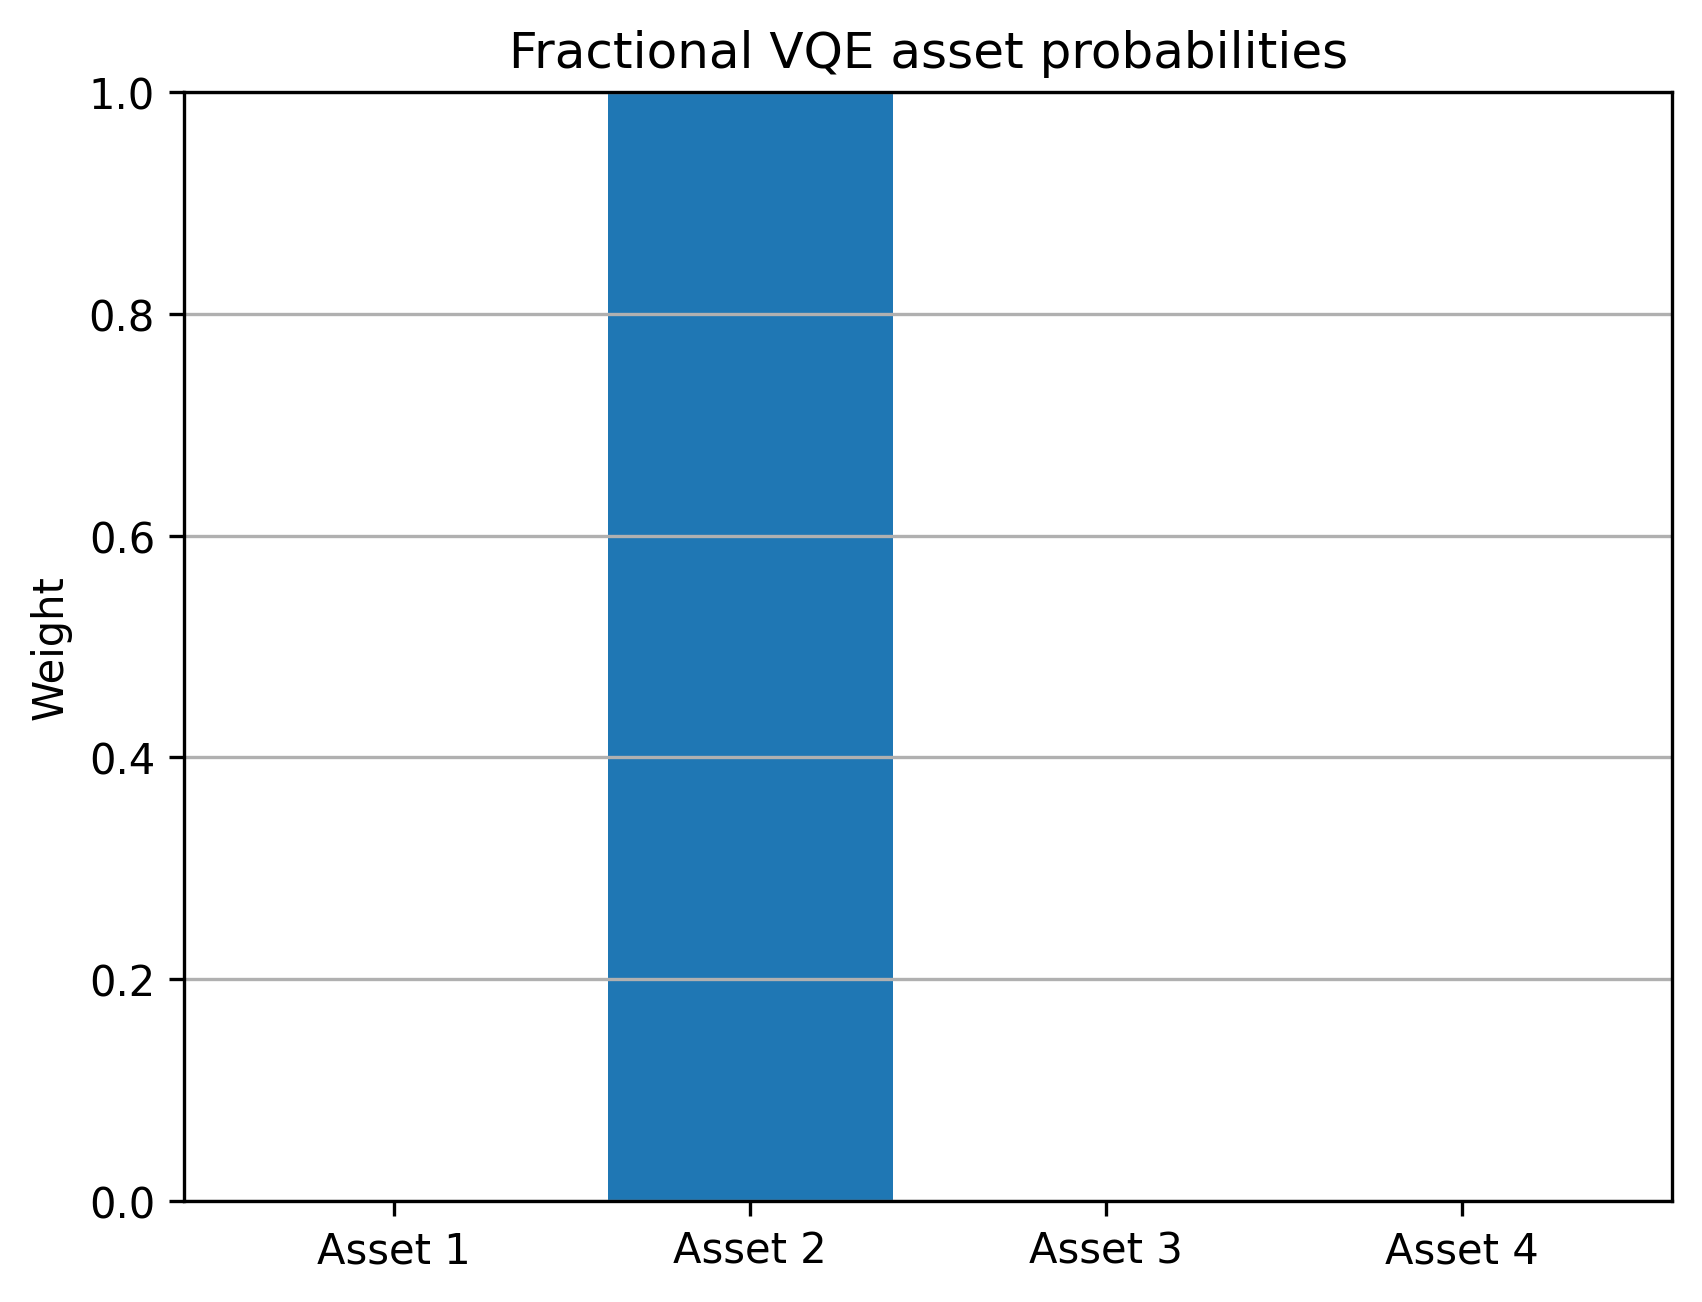 Fractional VQE asset probabilities
1.0
0.8
0.6
0.4
0.2
0.0
Weight
Asset 1
Asset 2
Asset 3
Asset 4